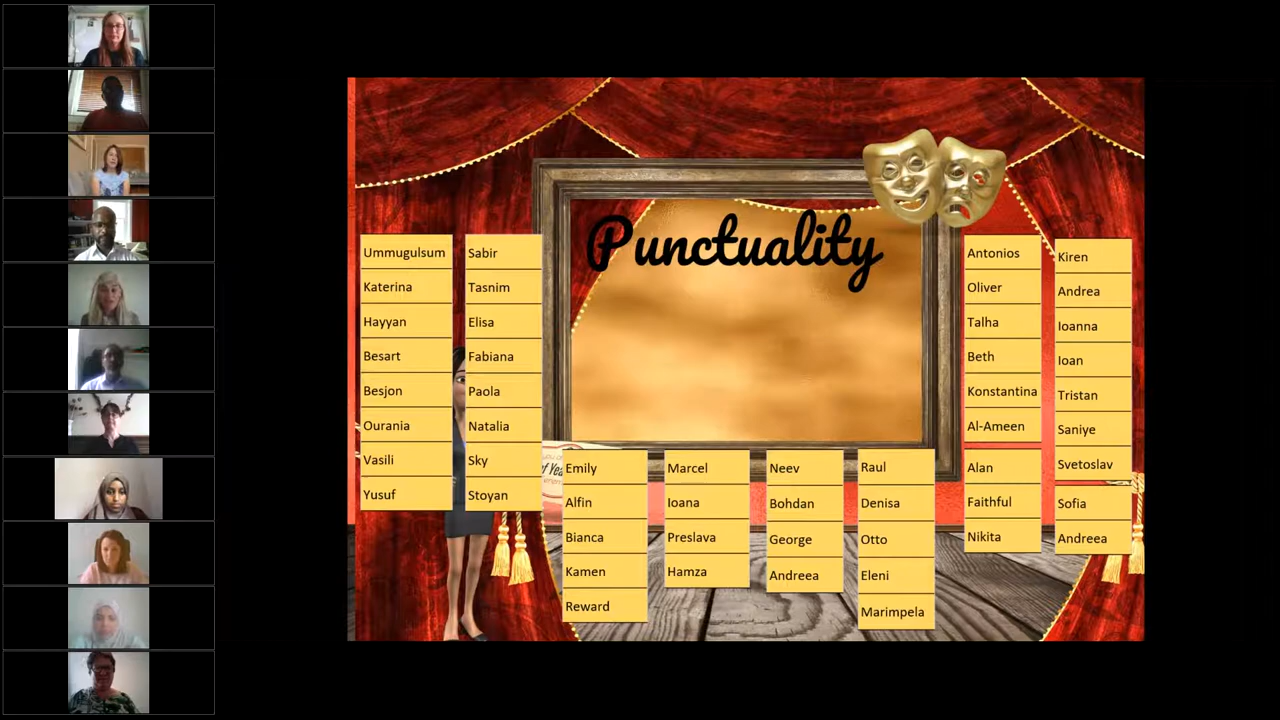 Punctuality
Ummugulsum
Katerina
Hayyan
Besart
Besjon
Ourania
Vasili
Yusuf
Sabir
Tasnim
Elisa
Fabiana
Paola
Natalia
Sky
Stoyan
Emily
Alfin
Bianca
Kamen
Reward
Marcel
Ioana
Preslava
Hamza
Neev
Bohdan
George
Andreea
Raul
Denisa
Otto
Eleni
Marimpela
Antonios
Oliver
Talha
Beth
Konstantina
Al-Ameen
Alan
Faithful
Nikita
Kiren
Andrea
Ioanna
Ioan
Tristan
Saniye
Svetoslav
Sofia
Andreea